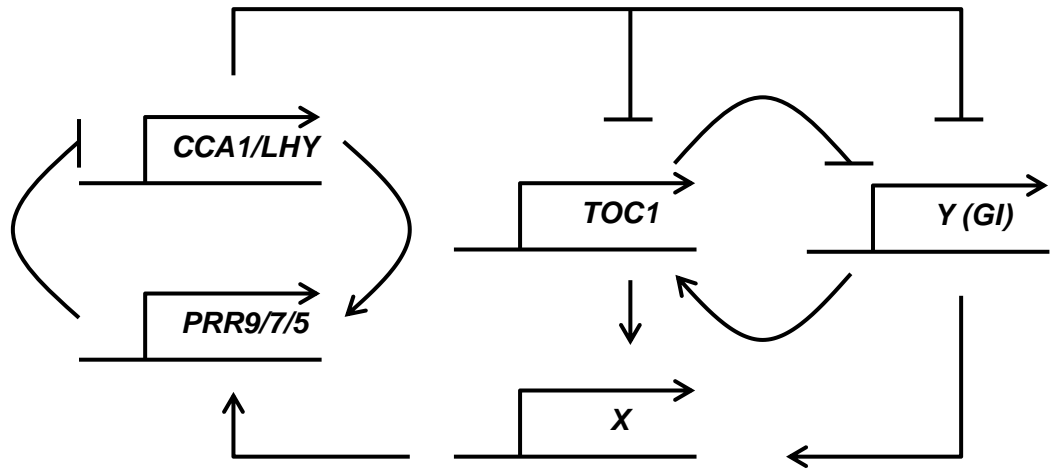 CCA1/LHY
TOC1
Y (GI)
PRR9/7/5
X